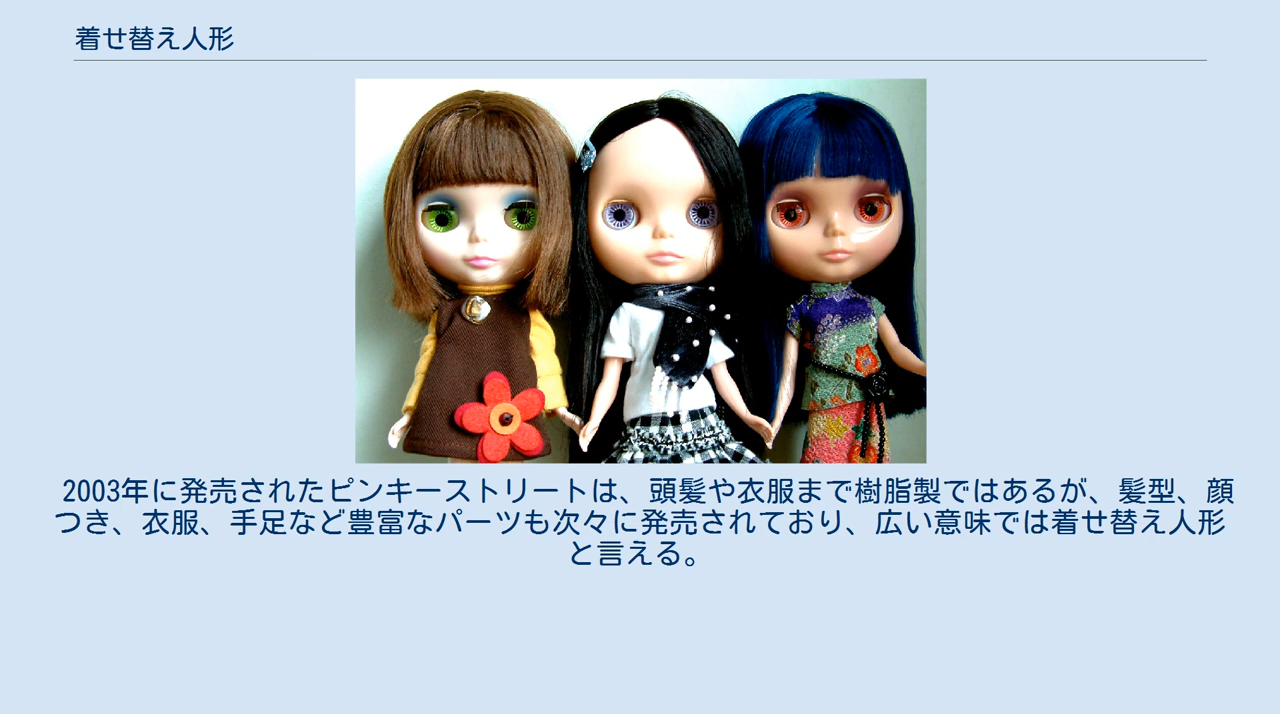 着せ替え人形
2003年に発売されたピンキーストリートは、頭髪や衣服まで樹脂製ではあるが、髪型、顔
つき、衣服、手足など豊富なパーツも次々に発売されており、広い意味では着せ替え人形
と言える。